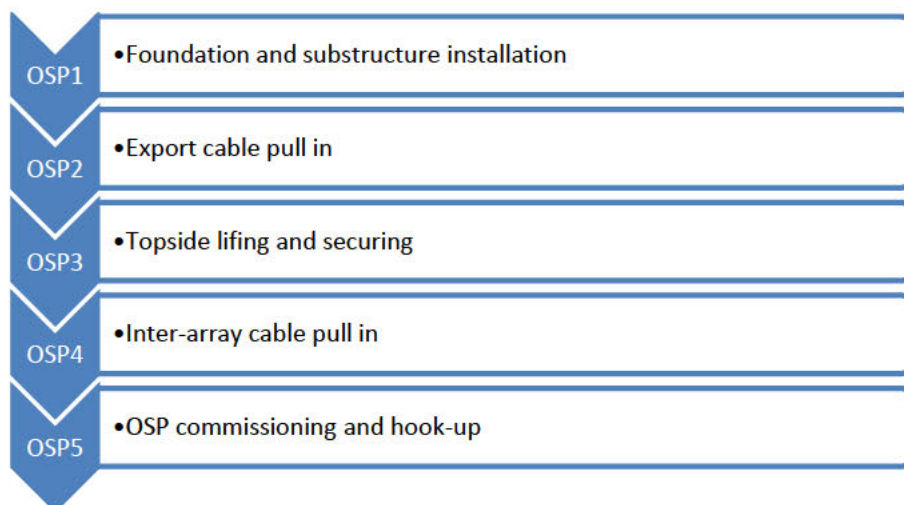 OSP1
•Foundation and substructure installation
OSP2
•Export cable pull in
OSP3
•Topside lifing and securing
OSP4
•Inter-array cable pull in
OSP5
•OSP commissioning and hook-up